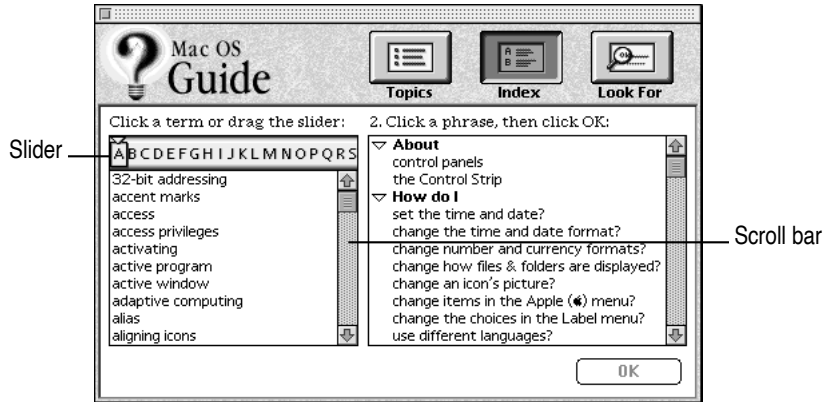 Mac OS
Guide
Topics
Index
Look For
Click a term or drag the slider:
2. Click a phrase, then click OK:
Slider
A B C D E F G H I J K L M N O P Q R S
32-bit addressing
accent marks
access
access privileges
activating
active program
active window
adaptive computing
alias
aligning icons
About
control panels
the Control Strip
How do I
set the time and date?
change the time and date format?
change number and currency formats?
change how files & folders are displayed?
change an icon's picture?
change items in the Apple () menu?
change the choices in the Label menu?
use different languages?
Scroll bar
OK